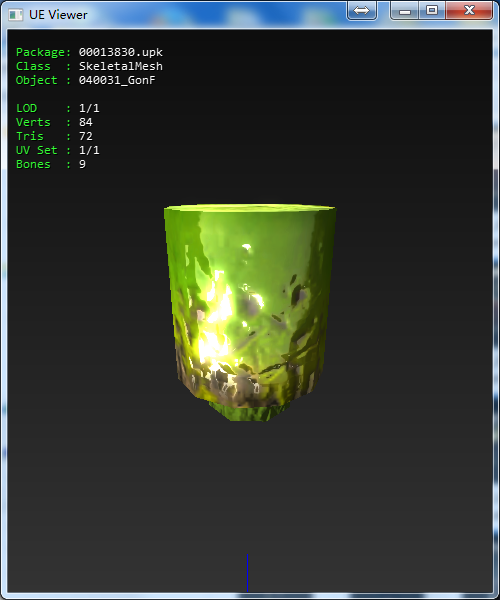 UE Viewer
Package: 00013830.upk
Class : SkeletalMesh
Object : 040031_GonF
LOD : 1/1
Verts : 84
Tris : 72
UV Set : 1/1
Bones : 9